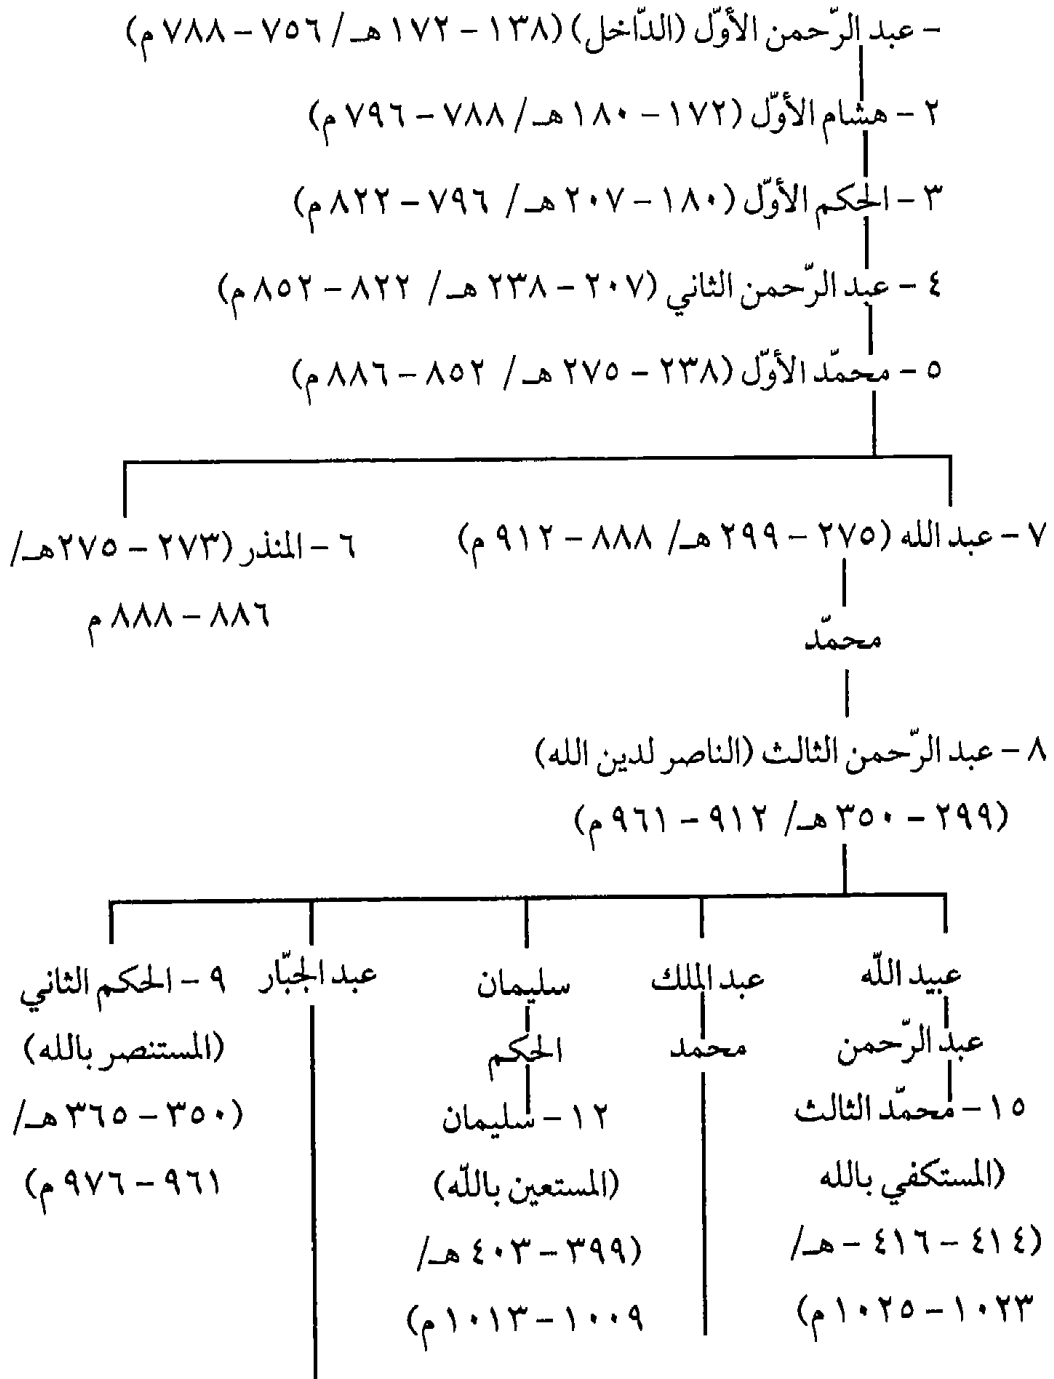 - عبد الرّحمن الأوّل (الدّاخل) (١٣٨ - ١٧٢ هـ/ ٧٥٦ - ٧٨٨ م)
٢ - هشام الأوّل (١٧٢ - ١٨٠ هـ/ ٧٨٨ - ٧٩٦ م)
٣ - الحكم الأوّل (١٨٠ - ٢٠٧ هـ/ ٧٩٦ - ٨٢٢ م)
٤ - عبد الرّحمن الثاني (٢٠٧ - ٢٣٨ هـ/ ٨٢٢ - ٨٥٢ م)
٥ - محمّد الأوّل (٢٣٨ - ٢٧٥ هـ/ ٨٥٢ - ٨٨٦ م)
٧ - عبد الله (٢٧٥ - ٢٩٩ هـ/ ٨٨٨ - ٩١٢ م)
٦ - المنذر (٢٧٣ - ٢٧٥هـ/
٨٨٦ - ٨٨٨ م
محمّد
٨ - عبد الرّحمن الثالث (الناصر لدين الله)
(٢٩٩ - ٣٥٠ هـ/ ٩١٢ - ٩٦١ م)
عبيد اللّه
عبد الرّحمن
١٥ - محمّد الثالث
(المستكفي بالله
(٤١٤ - ٤١٦ - هـ/
١٠٢٣ - ١٠٢٥ م)
عبد الملك
محمد
سليمان
الحكم
١٢ - سليمان
(المستعين باللّه)
(٣٩٩ - ٤٠٣ هـ/
١٠٠٩ - ١٠١٣ م)
عبد الجبّار
٩ - الحكم الثاني
(المستنصر بالله)
(٣٥٠ - ٣٦٥ هـ/
٩٦١ - ٩٧٦ م)